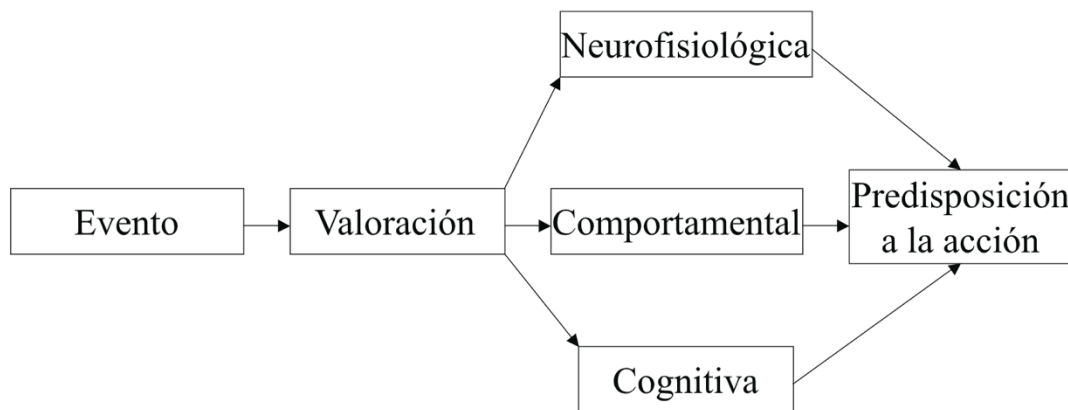 Neurofisiológica
Evento
Valoración
Comportamental
Predisposición
a la acción
Cognitiva